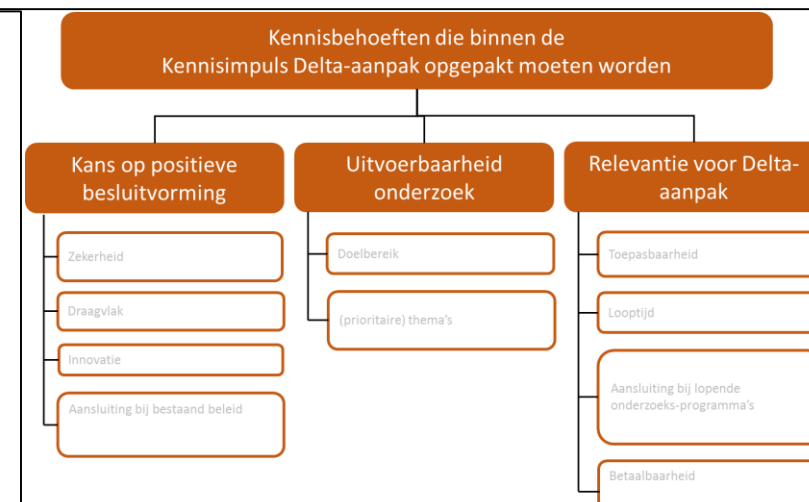 Kennisbehoeften die binnen de
Kennisimpuls Delta-aanpak opgepakt moeten worden
Kans op positieve
besluitvorming
Zekerheid
Draagvlak
Innovatie
Aansluiting bij bestaand beleid
Uitvoerbaarheid
onderzoek
Doelbereik
(prioritaire) thema's
Relevantie voor Delta-
aanpak
Toepasbaarheid
Looptijd
Aansluiting bij lopende
onderzoeks-programma's
Betaalbaarheid